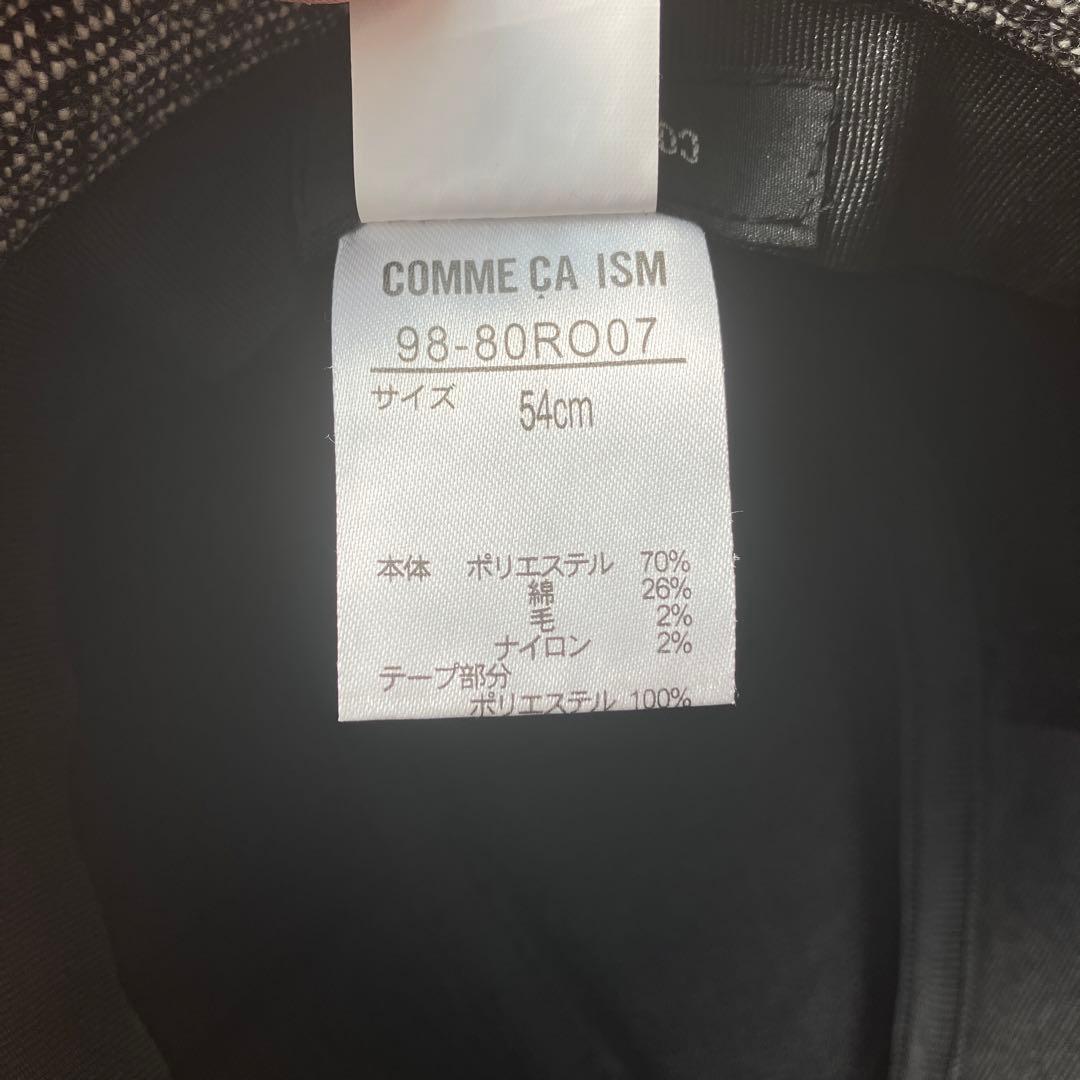 COMME ÇA ISM
98-80RO07
サイズ 54cm
本体 ポリエステル 70%
綿 26%
毛 2%
ナイロン 2%
テープ部分
ポリエステル 100%